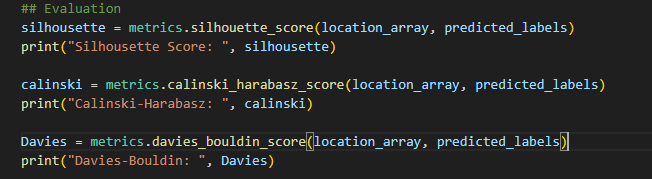 ## Evaluation
silhousette = metrics.silhouette_score(location_array, predicted_labels)
print("Silhousette Score: ", silhousette)
calinski = metrics.calinski_harabasz_score(location_array, predicted_labels)
print("Calinski-Harabasz: ", calinski)
Davies = metrics.davies_bouldin_score(location_array, predicted_labels)
print("Davies-Bouldin: ", Davies)